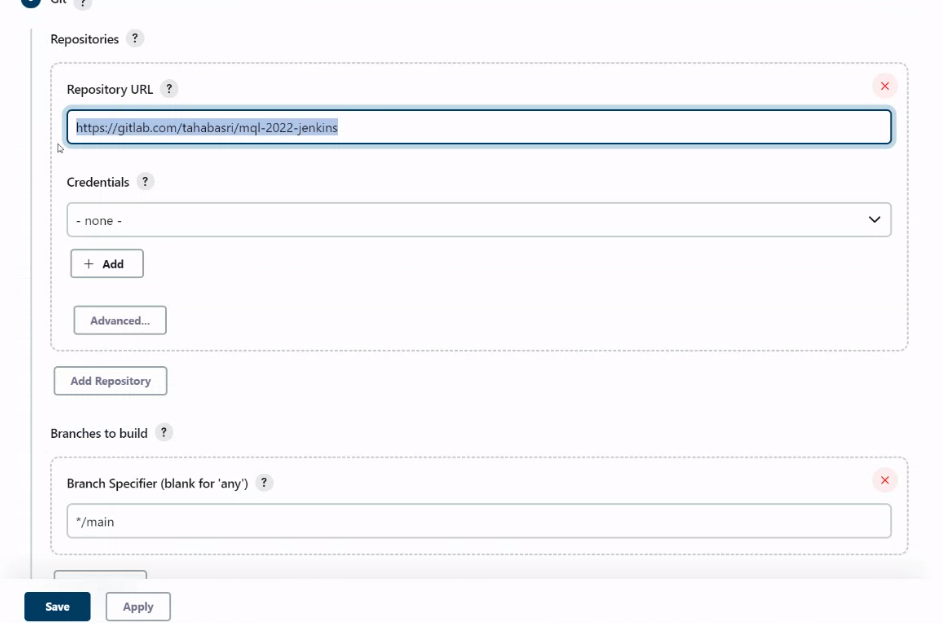 Git ?
Repositories ?
Repository URL ?
https://gitlab.com/tahabasri/mql-2022-jenkins
Credentials ?
- none -
+ Add
Advanced...
Add Repository
Branches to build ?
Branch Specifier (blank for 'any') ?
*/main
Save
Apply